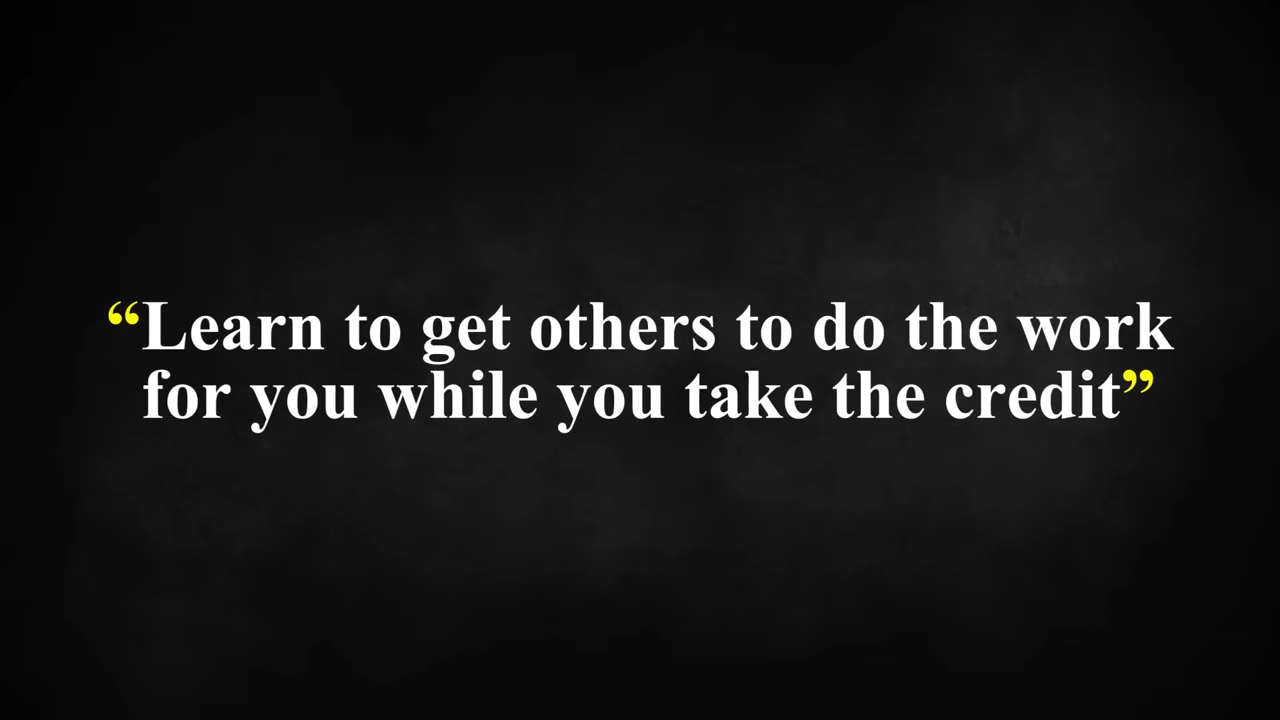 “Learn to get others to do the work
for you while you take the credit”